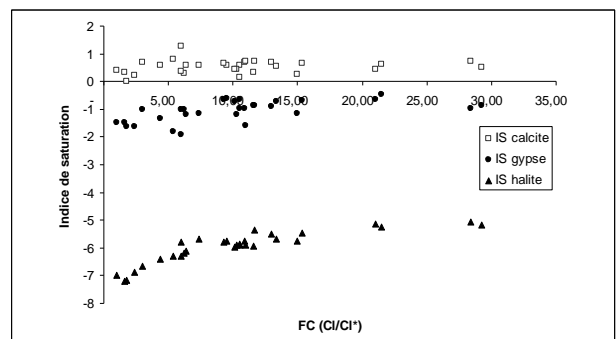 2
1
0
-1
-2
-3
-4
-5
-6
-7
-8
5,00 10,00 15,00 20,00 25,00 30,00 35,00
Indice de saturation
IS calcite
IS gypse
IS halite
FC (Cl/Cl*)